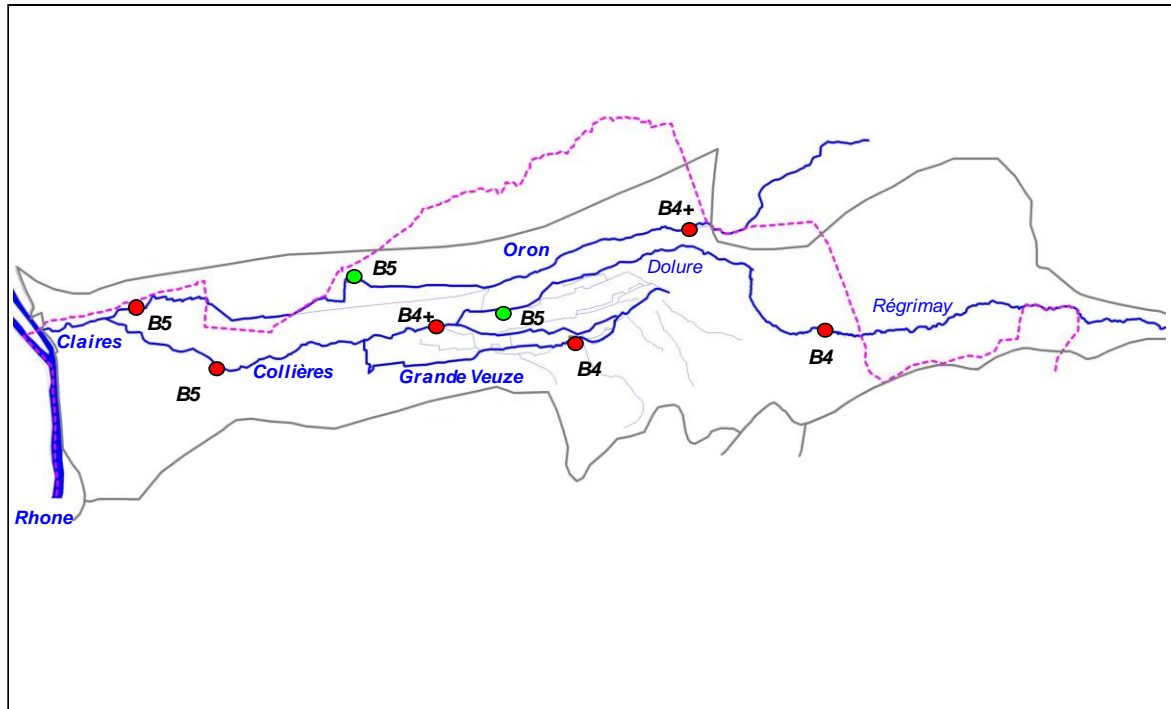 B4+
Oron
Dolure
B5
Régrimay
B5
B4+
B5
Claires
B4
B4
B5
Collières
Grande Veuze
Rhone